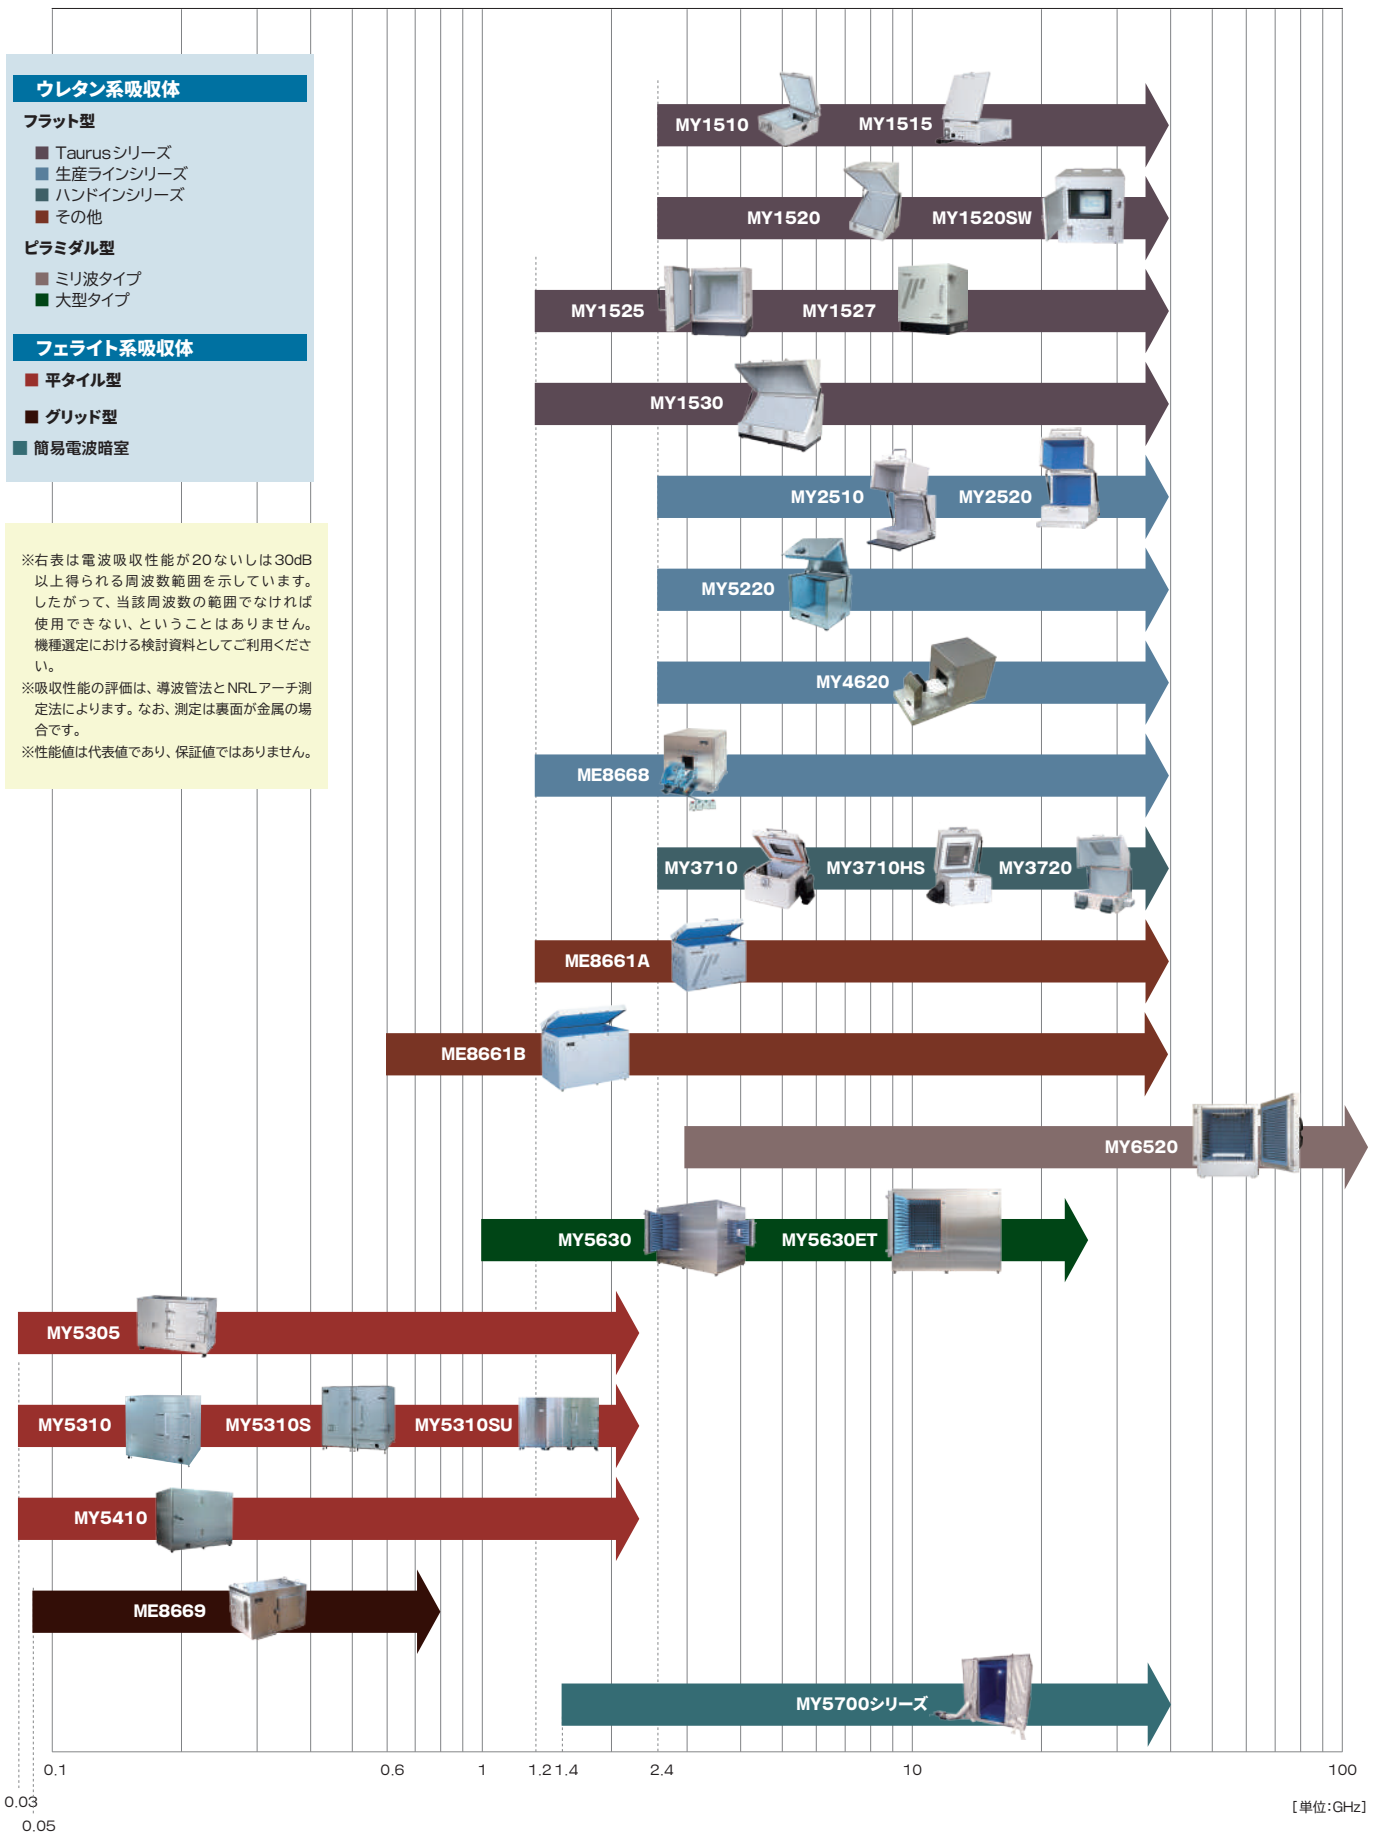 ウレタン系吸収体
フラット型
Taurusシリーズ
生産ラインシリーズ
ハンドインシリーズ
その他
ピラミダル型
ミリ波タイプ
大型タイプ
フェライト系吸収体
平タイル型
グリッド型
簡易電波暗室
※右表は電波吸収性能が20ないしは30dB
以上得られる周波数範囲を示しています。
したがって、当該周波数の範囲でなければ
使用できない、ということはありません。
機種選定における検討資料としてご利用くださ
い。
※吸収性能の評価は、導波管法とNRLアーチ測
定法によります。なお、測定は裏面が金属の場
合です。
※性能値は代表値であり、保証値ではありません。
MY1510 MY1515
MY1520 MY1520SW
MY1525 MY1527
MY1530
MY2510 MY2520
MY5220
MY4620
ME8668
MY3710 MY3710HS MY3720
ME8661A
ME8661B
MY6520
MY5630 MY5630ET
MY5305
MY5310 MY5310S MY5310SU
MY5410
ME8669
MY5700シリーズ
0.1 0.6 1 1.2 1.4 2.4 10 100
0.03
0.05
[単位:GHz]